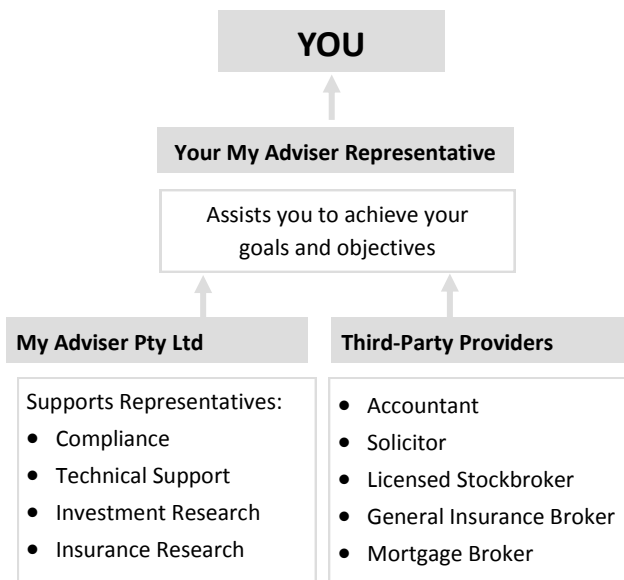 YOU
Your My Adviser Representative
Assists you to achieve your
goals and objectives
My Adviser Pty Ltd
Supports Representatives:
• Compliance
• Technical Support
• Investment Research
• Insurance Research
Third-Party Providers
• Accountant
• Solicitor
• Licensed Stockbroker
• General Insurance Broker
• Mortgage Broker